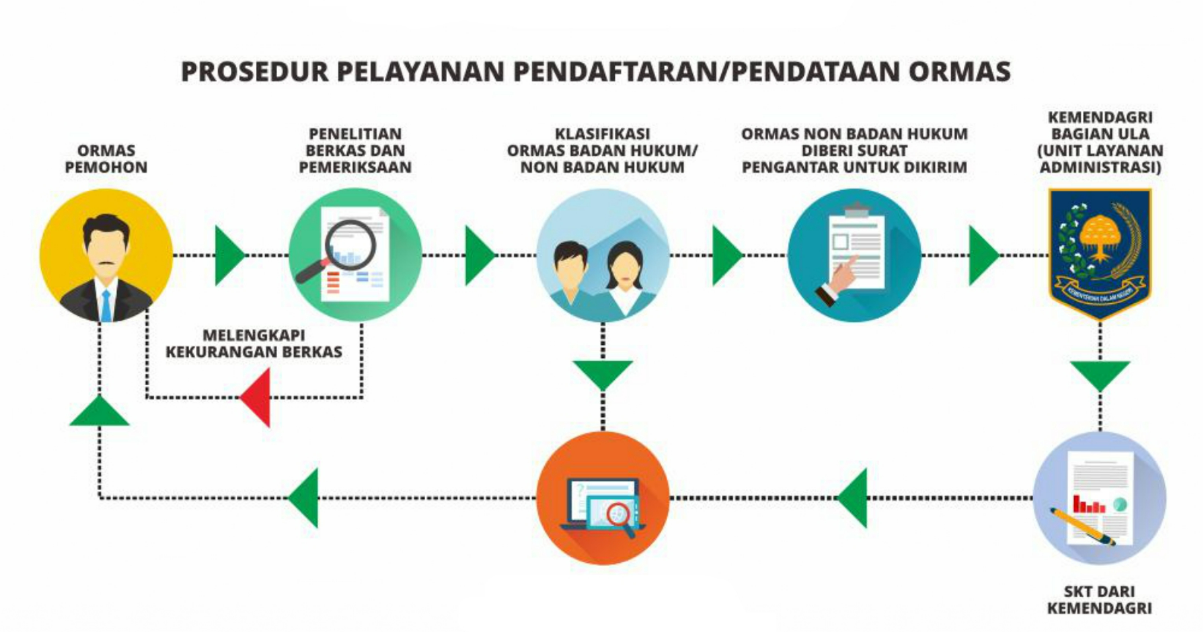 PROSEDUR PELAYANAN PENDAFTARAN/PENDATAAN ORMAS
ORMAS
PEMOHON
PENELITIAN
BERKAS DAN
PEMERIKSAAN
KLASIFIKASI
ORMAS BADAN HUKUM/
NON BADAN HUKUM
ORMAS NON BADAN HUKUM
DIBERI SURAT
PENGANTAR UNTUK DIKIRIM
KEMENDAGRI
BAGIAN ULA
(UNIT LAYANAN
ADMINISTRASI)
KEMENTERIAN DALAM NEGERI
MELENGKAPI
KEKURANGAN BERKAS
?
SKT DARI
KEMENDAGRI